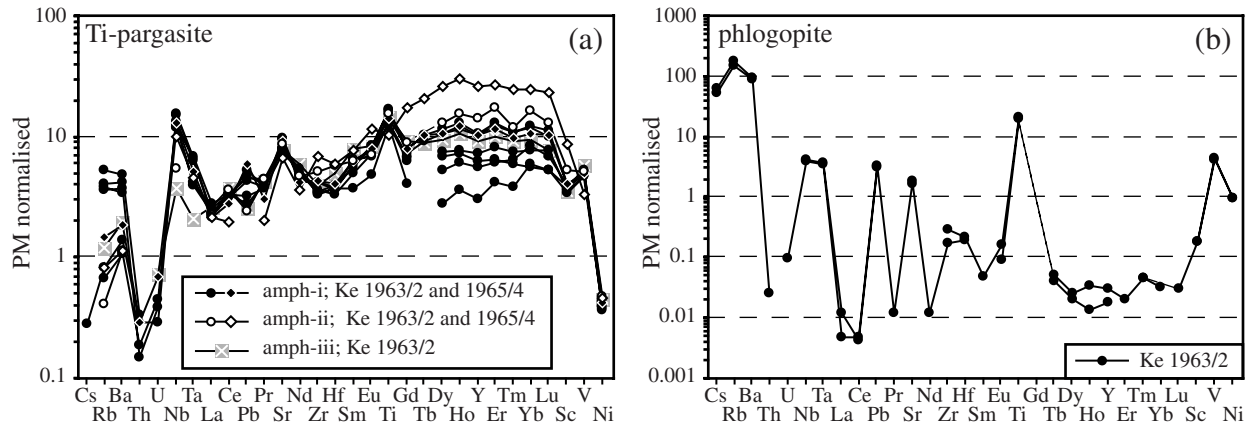 Ti-pargasite
(a)
PM normalised
100
10
1
0.1
amph-i; Ke 1963/2 and 1965/4
amph-ii; Ke 1963/2 and 1965/4
amph-iii; Ke 1963/2
Cs Ba U Ta Ce Pr Nd Hf Eu Gd Dy Y Tm Lu V
Rb Th Nb La Pb Sr Zr Sm Ti Tb Ho Er Yb Sc Ni
phlogopite
(b)
PM normalised
1000
100
10
1
0.1
0.01
0.001
Ke 1963/2
Cs Ba U Ta Ce Pr Nd Hf Eu Gd Dy Y Tm Lu V
Rb Th Nb La Pb Sr Zr Sm Ti Tb Ho Er Yb Sc Ni